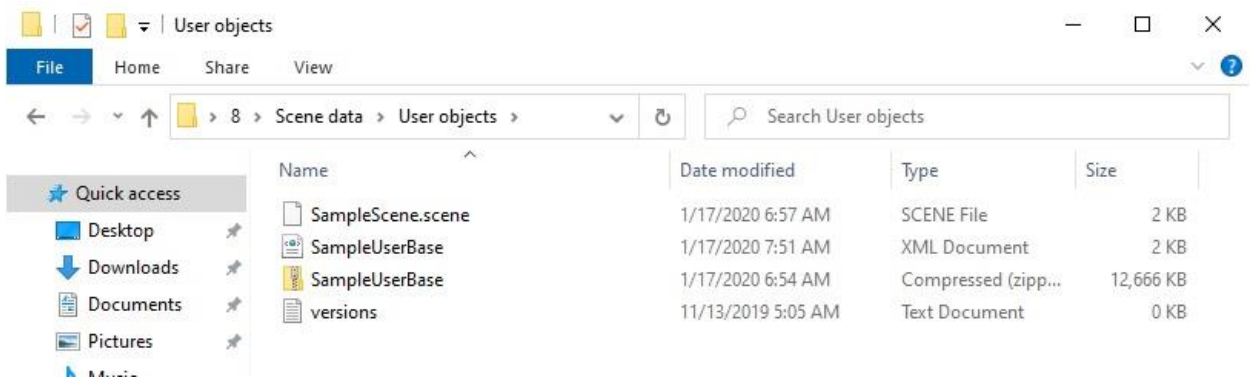 User objects
File Home Share View
8 > Scene data > User objects > Search User objects
Name Date modified Type Size
Quick access
Desktop
Downloads
Documents
Pictures
SampleScene.scene 1/17/2020 6:57 AM SCENE File 2 KB
SampleUserBase 1/17/2020 7:51 AM XML Document 2 KB
SampleUserBase 1/17/2020 6:54 AM Compressed (zipp... 12,666 KB
versions 11/13/2019 5:05 AM Text Document 0 KB